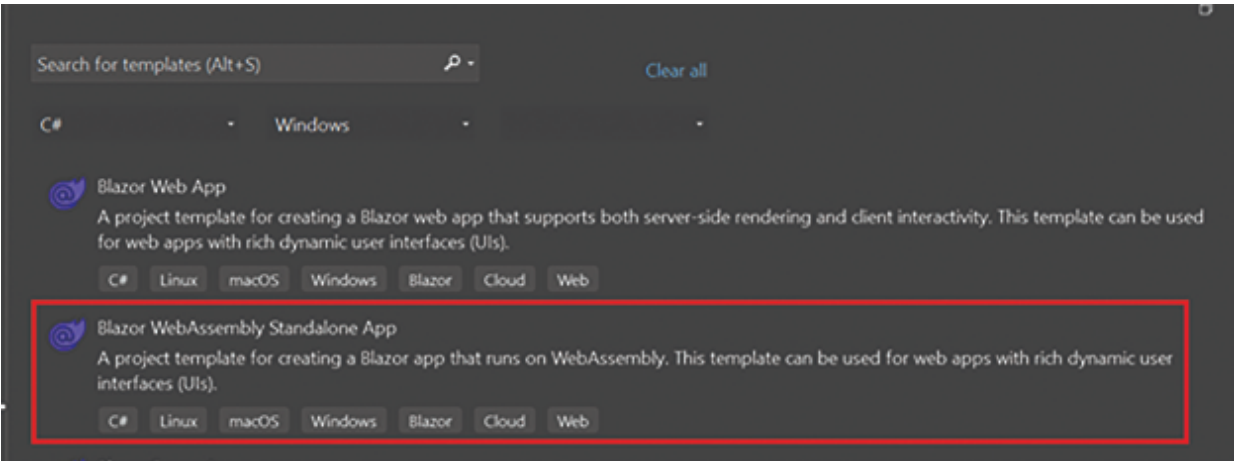 Search for templates (Alt+S)
Clear all
C#
Windows
Blazor Web App
A project template for creating a Blazor web app that supports both server-side rendering and client interactivity. This template can be used
for web apps with rich dynamic user interfaces (UIs).
C# Linux macOS Windows Blazor Cloud Web
Blazor WebAssembly Standalone App
A project template for creating a Blazor app that runs on WebAssembly. This template can be used for web apps with rich dynamic user
interfaces (UIs).
C# Linux macOS Windows Blazor Cloud Web